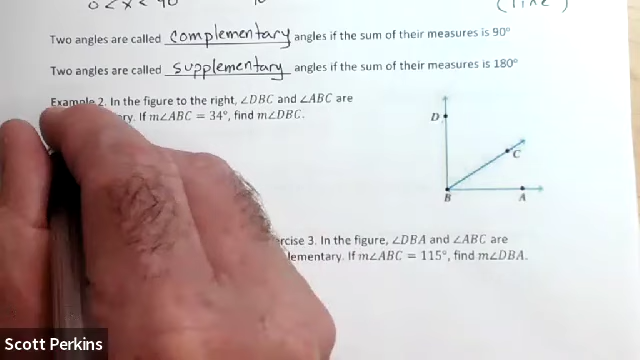 0 < x < 90
(line)
Two angles are called complementary angles if the sum of their measures is 90°
Two angles are called supplementary angles if the sum of their measures is 180°
Example 2. In the figure to the right, ∠DBC and ∠ABC are
If m∠ABC = 34°, find m∠DBC.
D
C
B
A
3. In the figure, ∠DBA and ∠ABC are
If m∠ABC = 115°, find m∠DBA.
Scott Perkins